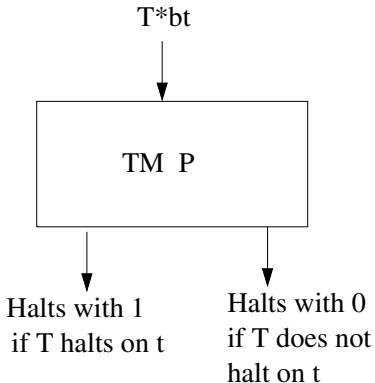 T*bt
TM P
Halts with 1
if T halts on t
Halts with 0
if T does not
halt on t